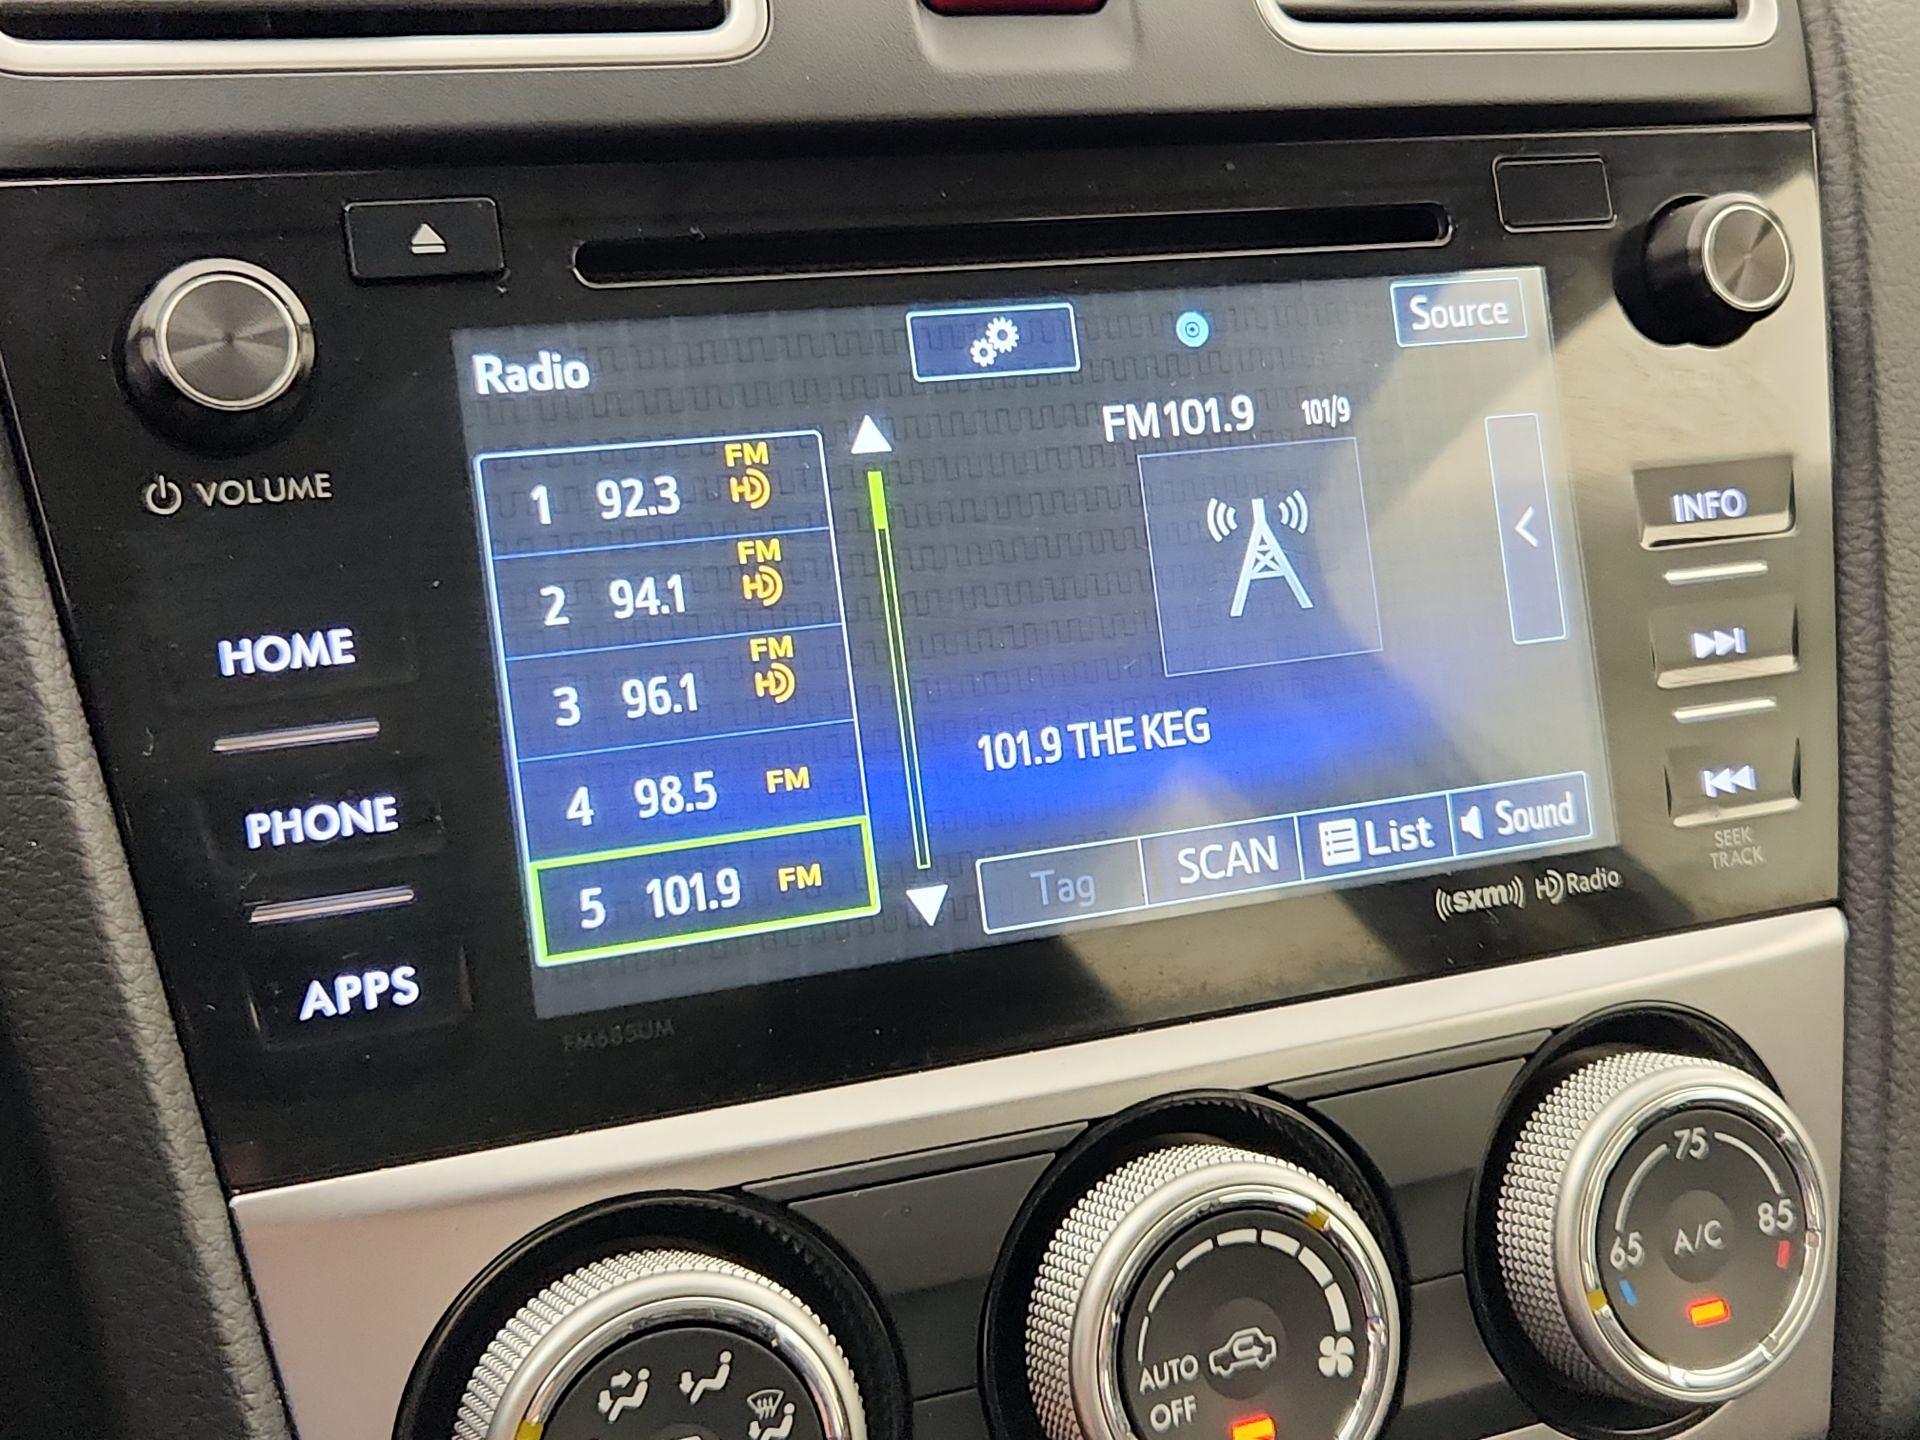 Source
Radio
FM101.9 101/9
1 92.3 FM HD
2 94.1 FM HD
3 96.1 FM HD
4 98.5 FM
5 101.9 FM
101.9 THE KEG
Tag SCAN List Sound
VOLUME
HOME
PHONE
APPS
INFO
SEEK
TRACK
((sxm)) HD Radio
FM685UM
AUTO
OFF
75
65 A/C 85